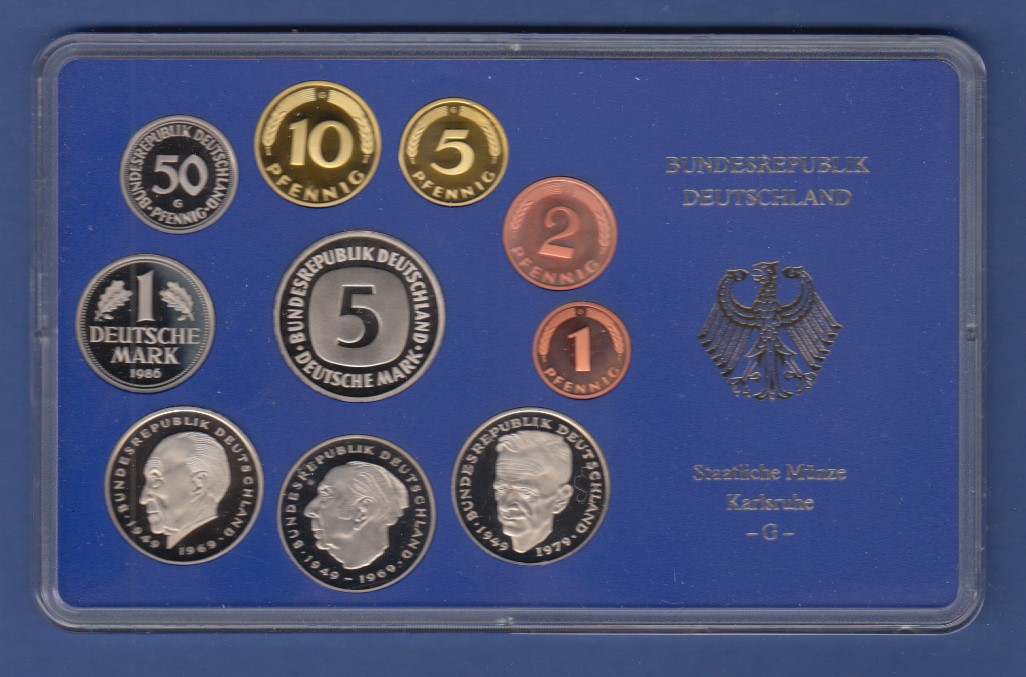 BUNDESREPUBLIK DEUTSCHLAND
50
G
· PFENNIG ·
G
10
PFENNIG
G
5
PFENNIG
2
PFENNIG
BUNDESREPUBLIK
DEUTSCHLAND
1
DEUTSCHE
MARK
1986
BUNDESREPUBLIK DEUTSCHLAND
5
· DEUTSCHE MARK ·
G
1
PFENNIG
· BUNDESREPUBLIK DEUTSCHLAND ·
1949 1969
· BUNDESREPUBLIK DEUTSCHLAND ·
1949 – 1969
· BUNDESREPUBLIK DEUTSCHLAND ·
1949 1979
Staatliche Münze
Karlsruhe
– G –